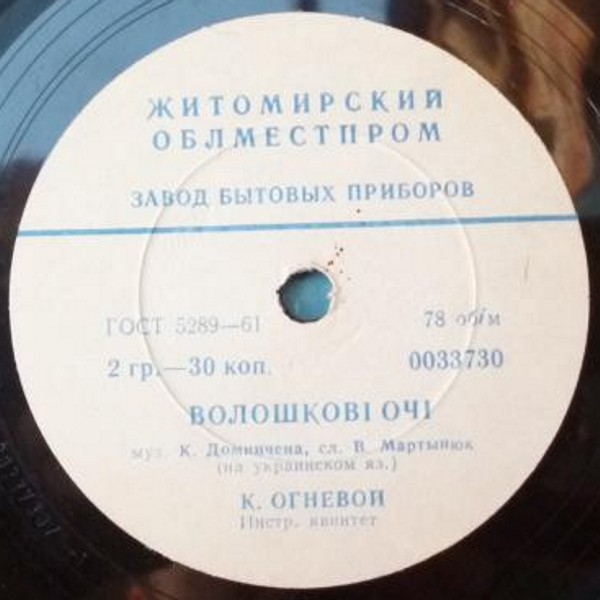 ЖИТОМИРСКИЙ
ОБЛМЕСТПРОМ
ЗАВОД БЫТОВЫХ ПРИБОРОВ
ГОСТ 5289—61 78 об/м
2 гр.—30 коп. 0033730
ВОЛОШКОВІ ОЧІ
муз. К. Домннчена, сл. В. Мартынюк
(на украинском яз.)
К. ОГНЕВОЙ
Инстр. квинтет